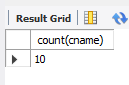 Result Grid
count(cname)
10